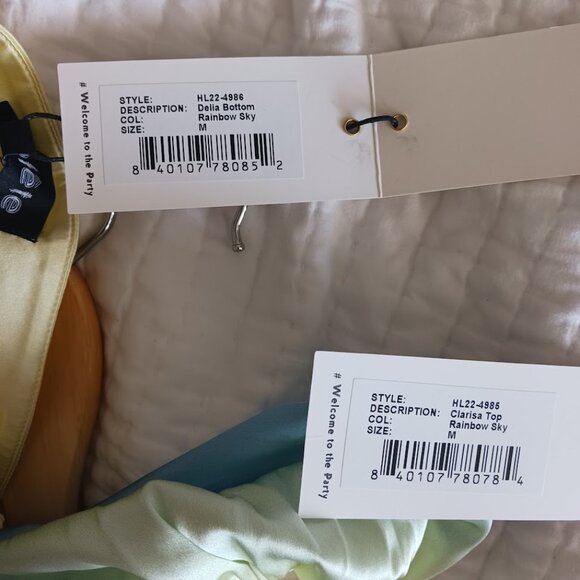 # Welcome to the Party
STYLE: HL22-4986
DESCRIPTION: Delia Bottom
COL: Rainbow Sky
SIZE: M
8 40107 78085 2
# Welcome to the Party
STYLE: HL22-4985
DESCRIPTION: Clarisa Top
COL: Rainbow Sky
SIZE: M
8 40107 78078 4